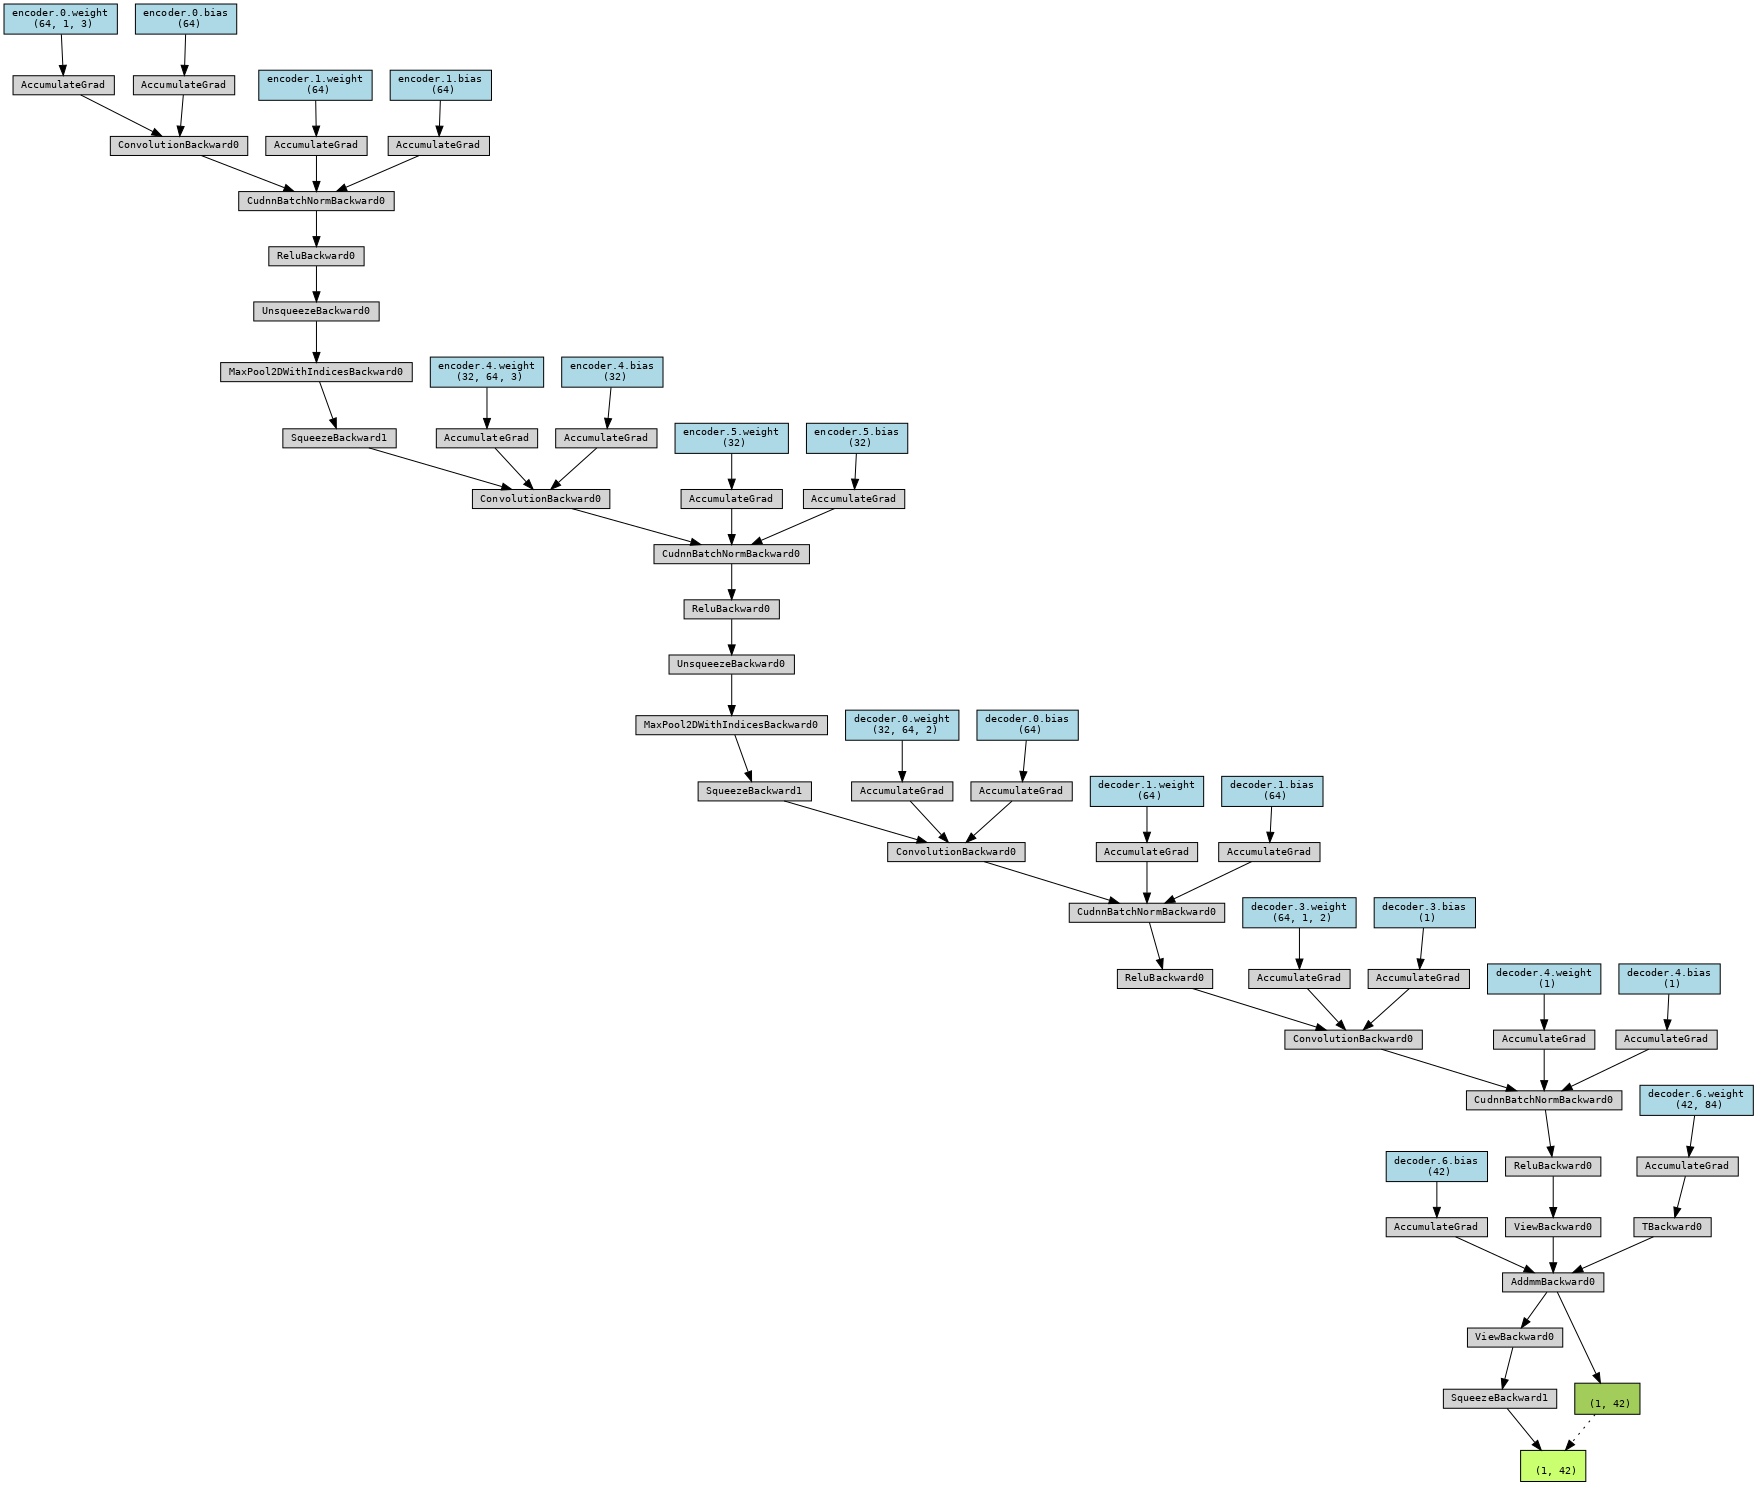 encoder.0.weight
(64, 1, 3)
encoder.0.bias
(64)
AccumulateGrad
AccumulateGrad
encoder.1.weight
(64)
encoder.1.bias
(64)
ConvolutionBackward0
AccumulateGrad
AccumulateGrad
CudnnBatchNormBackward0
ReluBackward0
UnsqueezeBackward0
MaxPool2DWithIndicesBackward0
encoder.4.weight
(32, 64, 3)
encoder.4.bias
(32)
SqueezeBackward1
AccumulateGrad
AccumulateGrad
encoder.5.weight
(32)
encoder.5.bias
(32)
ConvolutionBackward0
AccumulateGrad
AccumulateGrad
CudnnBatchNormBackward0
ReluBackward0
UnsqueezeBackward0
MaxPool2DWithIndicesBackward0
decoder.0.weight
(32, 64, 2)
decoder.0.bias
(64)
SqueezeBackward1
AccumulateGrad
AccumulateGrad
decoder.1.weight
(64)
decoder.1.bias
(64)
ConvolutionBackward0
AccumulateGrad
AccumulateGrad
CudnnBatchNormBackward0
decoder.3.weight
(64, 1, 2)
decoder.3.bias
(1)
ReluBackward0
AccumulateGrad
AccumulateGrad
decoder.4.weight
(1)
decoder.4.bias
(1)
ConvolutionBackward0
AccumulateGrad
AccumulateGrad
CudnnBatchNormBackward0
decoder.6.weight
(42, 84)
decoder.6.bias
(42)
ReluBackward0
AccumulateGrad
AccumulateGrad
ViewBackward0
TBackward0
AddmmBackward0
ViewBackward0
SqueezeBackward1
(1, 42)
(1, 42)